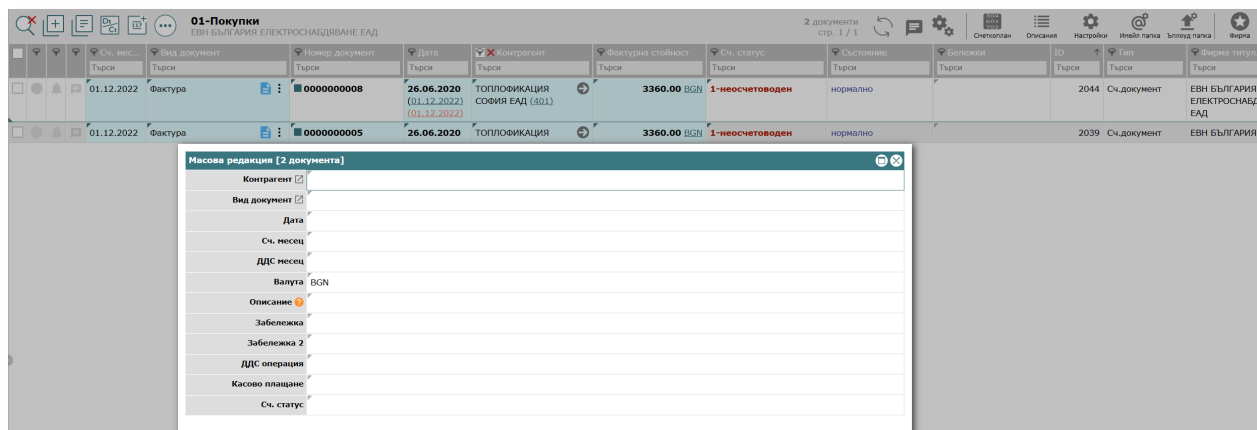 01-Покупки
ЕВН БЪЛГАРИЯ ЕЛЕКТРОСНАБДЯВАНЕ ЕАД
2 документи
стр. 1 / 1
Сметкоплан Описания Настройки Имейл папка Ъплоуд папка Фирма
Сч. мес... Вид документ Номер документ Дата Контрагент Фактурна стойност Сч. статус Състояние Бележки ID Тип Фирма титул
Търси Търси Търси Търси Търси Търси Търси Търси Търси Търси Търси Търси
01.12.2022 Фактура 0000000008 26.06.2020 ТОПЛОФИКАЦИЯ 3360.00 BGN 1-неосчетоводен нормално 2044 Сч.документ ЕВН БЪЛГАРИЯ
(01.12.2022) СОФИЯ ЕАД (401) ЕЛЕКТРОСНАБД
(01.12.2022) ЕАД
01.12.2022 Фактура 0000000005 26.06.2020 ТОПЛОФИКАЦИЯ 3360.00 BGN 1-неосчетоводен нормално 2039 Сч.документ ЕВН БЪЛГАРИЯ
Масова редакция [2 документа]
Контрагент
Вид документ
Дата
Сч. месец
ДДС месец
Валута BGN
Описание ?
Забележка
Забележка 2
ДДС операция
Касово плащане
Сч. статус